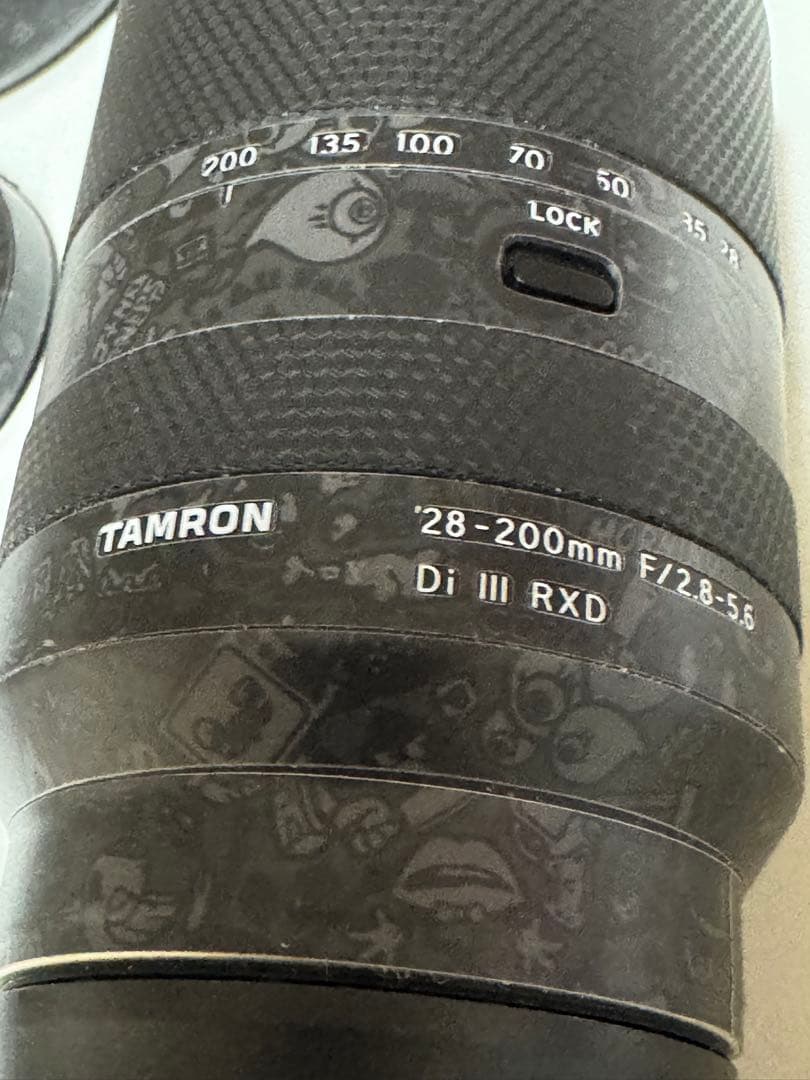 200 135 100 70 50 35 28
LOCK
TAMRON
28-200mm F/2.8-5.6
Di III RXD